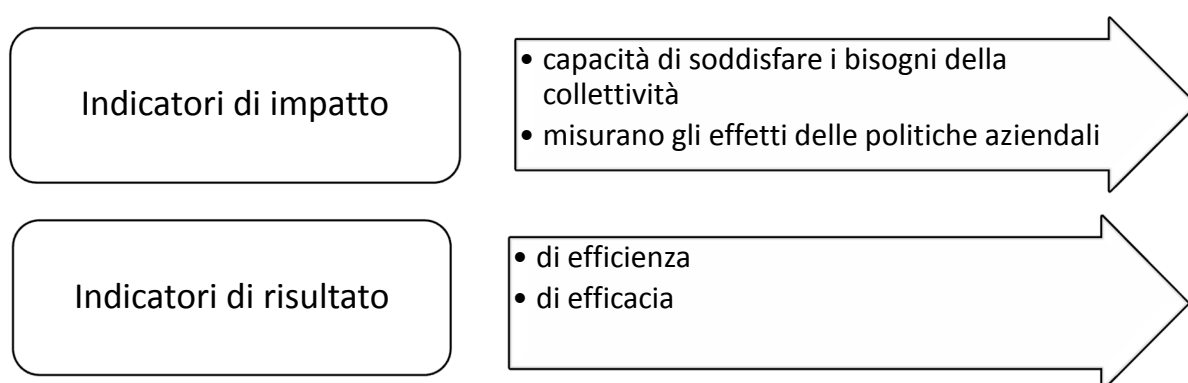 Indicatori di impatto
• capacità di soddisfare i bisogni della
collettività
• misurano gli effetti delle politiche aziendali
Indicatori di risultato
• di efficienza
• di efficacia